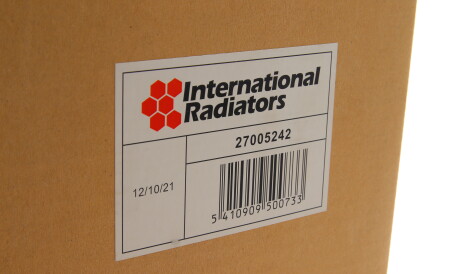 International
Radiators
27005242
12/10/21
5 410909 500733